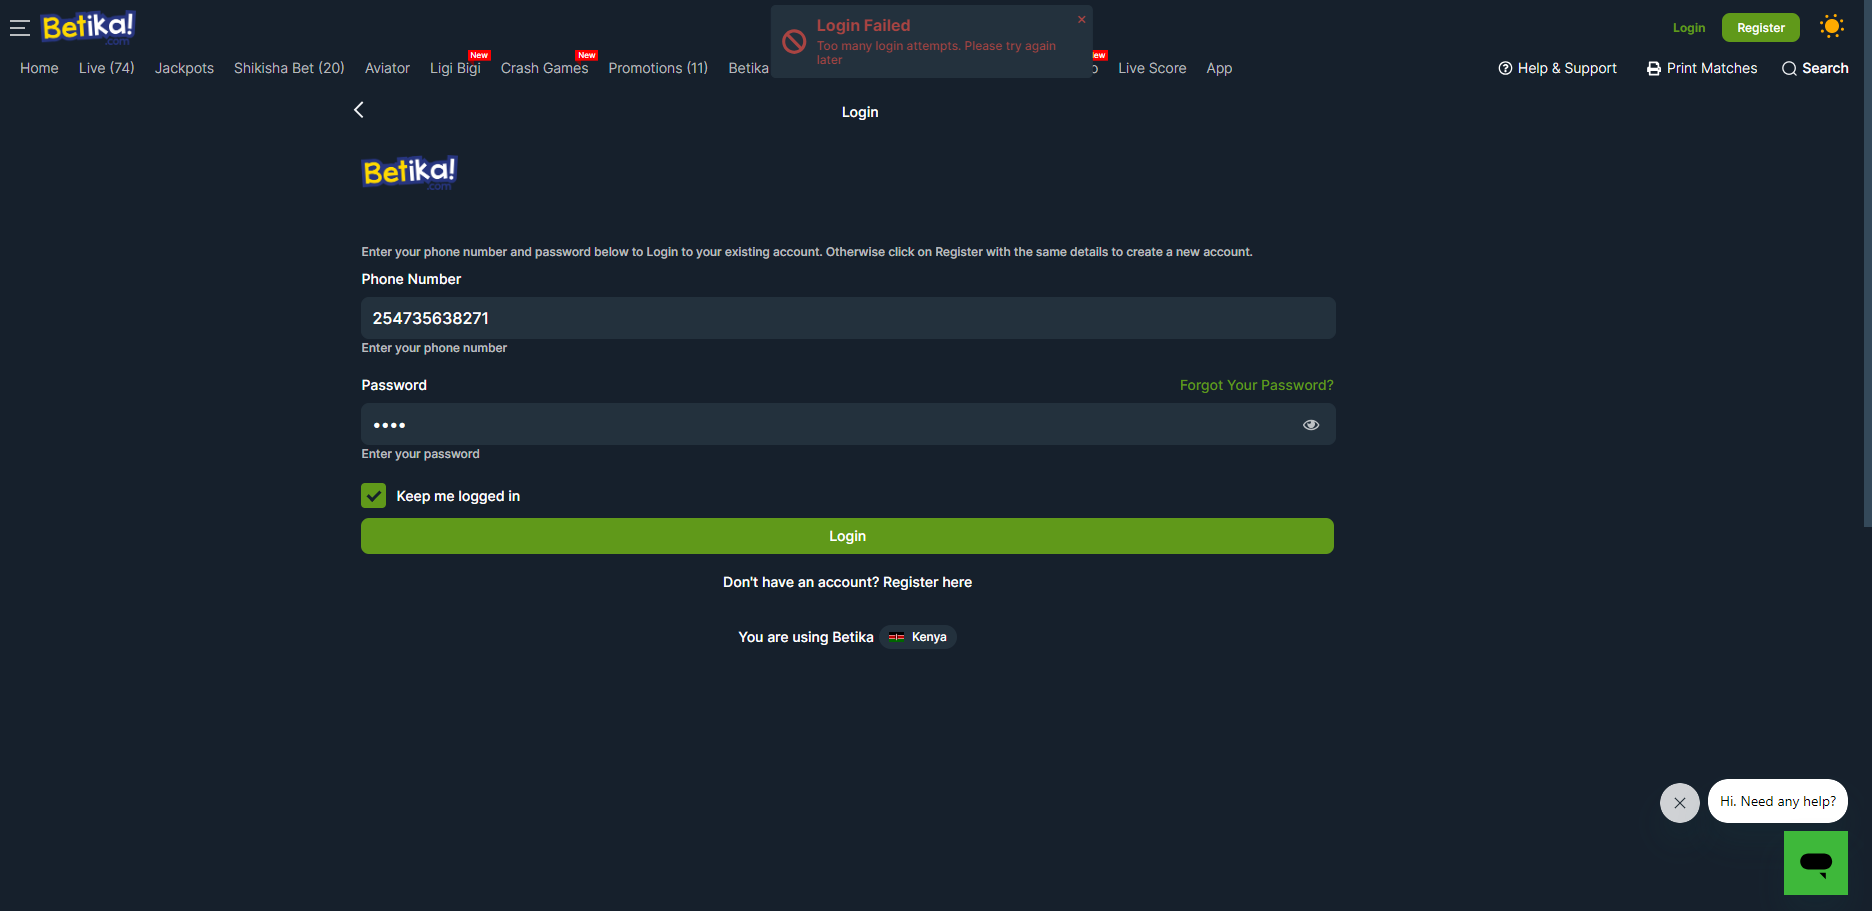 Betika!
.com
Login Failed
Too many login attempts. Please try again
later
Login
Register
Home
Live (74)
Jackpots
Shikisha Bet (20)
Aviator
Ligi Bigi
New
Crash Games
New
Promotions (11)
Betika
Live Score
App
Help & Support
Print Matches
Search
Login
Betika!
.com
Enter your phone number and password below to Login to your existing account. Otherwise click on Register with the same details to create a new account.
Phone Number
254735638271
Enter your phone number
Password
Forgot Your Password?
••••
Enter your password
Keep me logged in
Login
Don't have an account? Register here
You are using Betika
Kenya
Hi. Need any help?